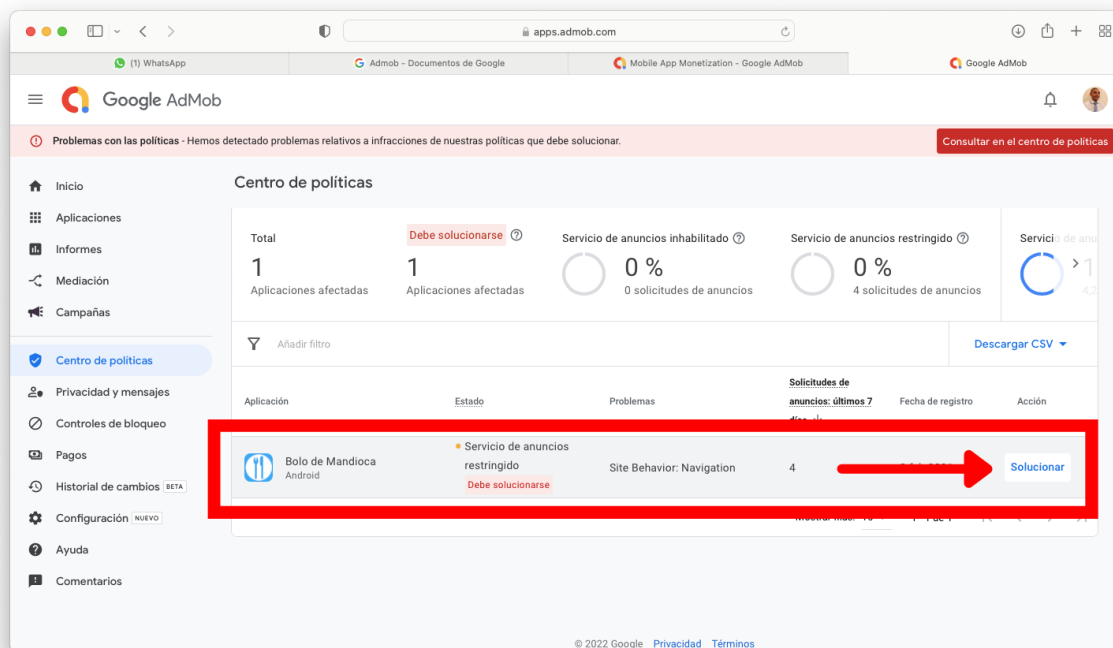 apps.admob.com
(1) WhatsApp
Admob - Documentos de Google
Mobile App Monetization - Google AdMob
Google AdMob
Google AdMob
Problemas con las políticas - Hemos detectado problemas relativos a infracciones de nuestras políticas que debe solucionar.
Consultar en el centro de políticas
Inicio
Aplicaciones
Informes
Mediación
Campañas
Centro de políticas
Privacidad y mensajes
Controles de bloqueo
Pagos
Historial de cambios BETA
Configuración NUEVO
Ayuda
Comentarios
Centro de políticas
Total
1
Aplicaciones afectadas
Debe solucionarse
1
Aplicaciones afectadas
Servicio de anuncios inhabilitado
0 %
0 solicitudes de anuncios
Servicio de anuncios restringido
0 %
4 solicitudes de anuncios
Servicio de anu
1
Añadir filtro
Descargar CSV
Aplicación
Estado
Problemas
Solicitudes de
anuncios: últimos 7
días
Fecha de registro
Acción
Bolo de Mandioca
Android
Servicio de anuncios
restringido
Debe solucionarse
Site Behavior: Navigation
4
Solucionar
© 2022 Google Privacidad Términos